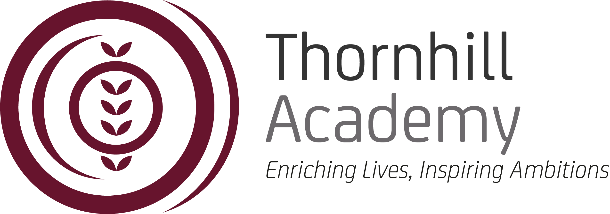 Thornhill
Academy
Enriching Lives, Inspiring Ambitions